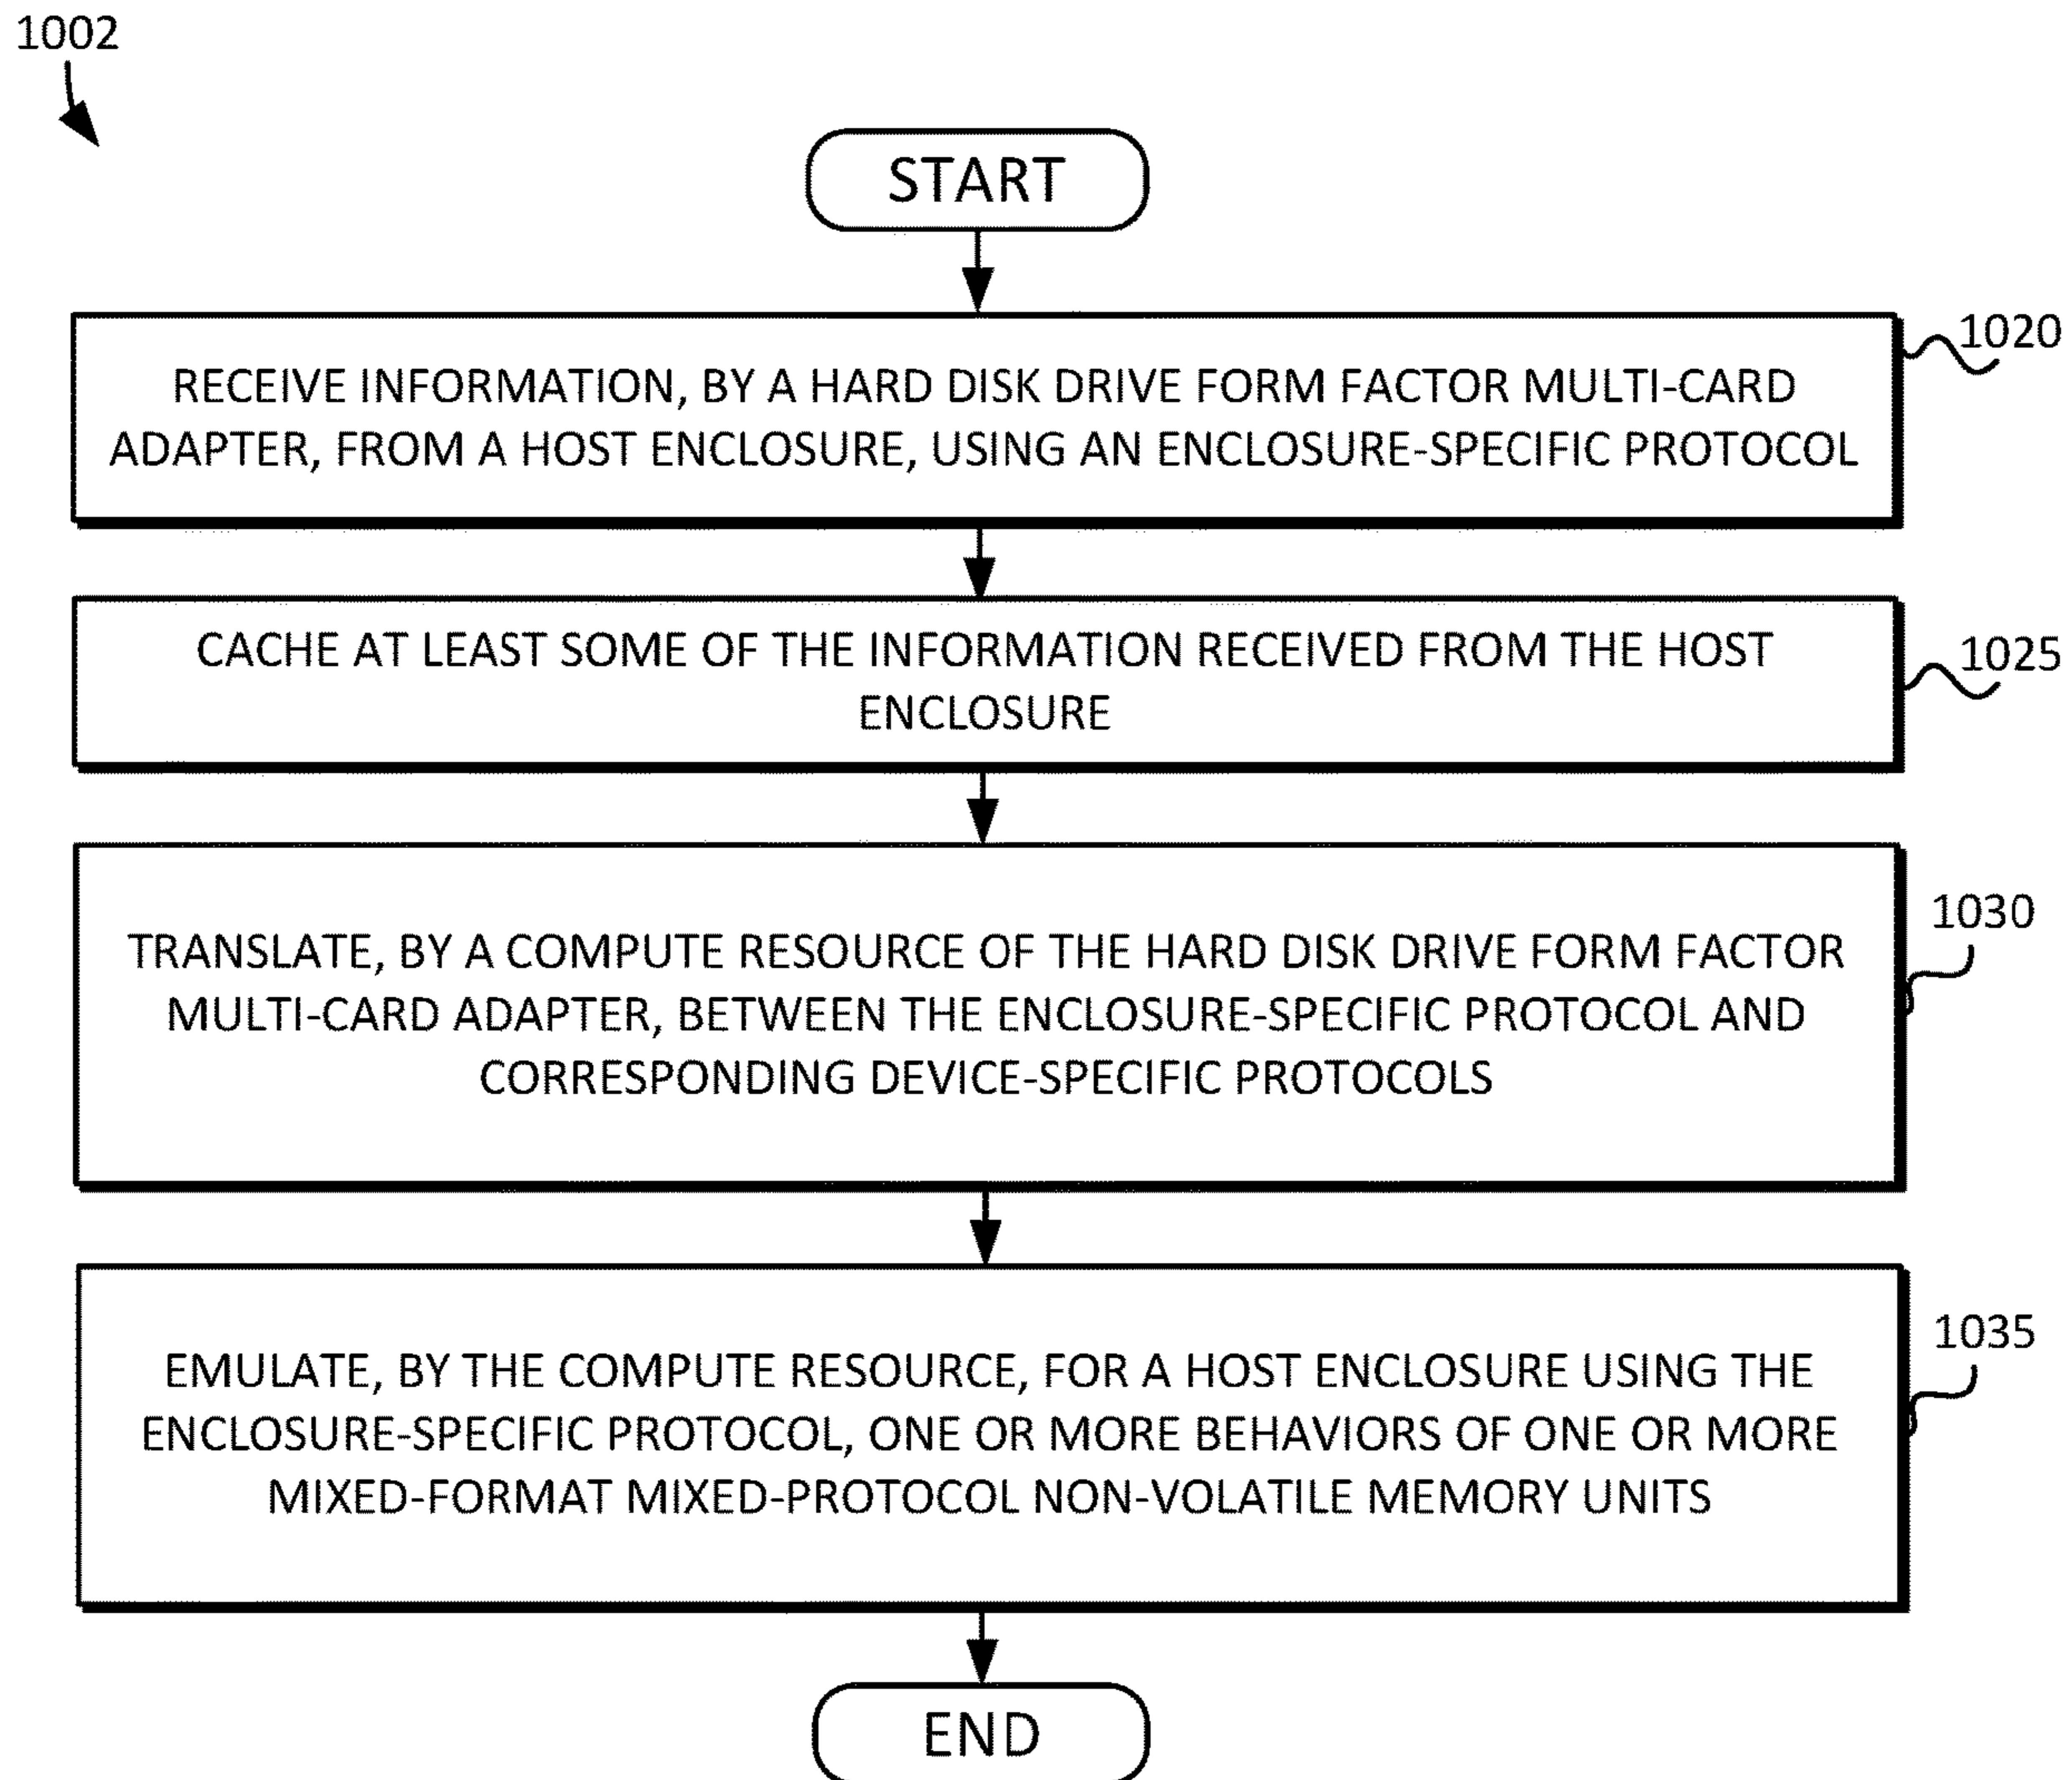 1002
START
1020
RECEIVE INFORMATION, BY A HARD DISK DRIVE FORM FACTOR MULTI-CARD
ADAPTER, FROM A HOST ENCLOSURE, USING AN ENCLOSURE-SPECIFIC PROTOCOL
1025
CACHE AT LEAST SOME OF THE INFORMATION RECEIVED FROM THE HOST
ENCLOSURE
1030
TRANSLATE, BY A COMPUTE RESOURCE OF THE HARD DISK DRIVE FORM FACTOR
MULTI-CARD ADAPTER, BETWEEN THE ENCLOSURE-SPECIFIC PROTOCOL AND
CORRESPONDING DEVICE-SPECIFIC PROTOCOLS
1035
EMULATE, BY THE COMPUTE RESOURCE, FOR A HOST ENCLOSURE USING THE
ENCLOSURE-SPECIFIC PROTOCOL, ONE OR MORE BEHAVIORS OF ONE OR MORE
MIXED-FORMAT MIXED-PROTOCOL NON-VOLATILE MEMORY UNITS
END